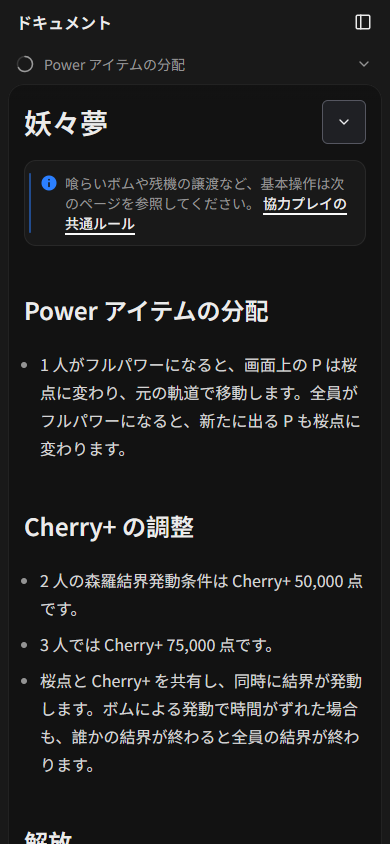 ドキュメント
Power アイテムの分配
妖々夢
喰らいボムや残機の譲渡など、基本操作は次
のページを参照してください。 協力プレイの
共通ルール
Power アイテムの分配
1 人がフルパワーになると、画面上の P は桜
点に変わり、元の軌道で移動します。全員が
フルパワーになると、新たに出る P も桜点に
変わります。
Cherry+ の調整
2 人の森羅結界発動条件は Cherry+ 50,000 点
です。
3 人では Cherry+ 75,000 点です。
桜点と Cherry+ を共有し、同時に結界が発動
します。ボムによる発動で時間がずれた場合
も、誰かの結界が終わると全員の結界が終わ
ります。
解放